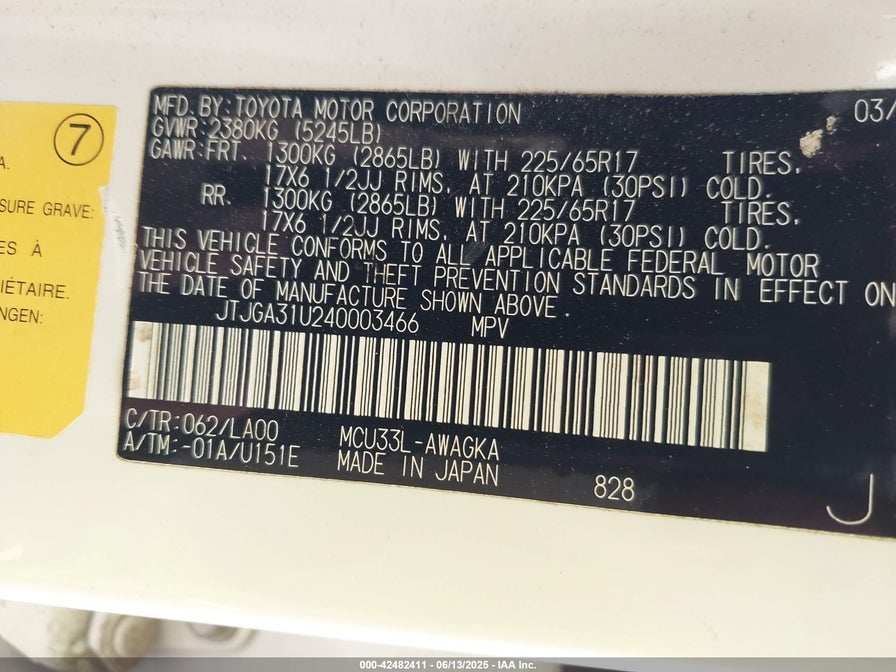 7
A.
SURE GRAVE:
ES À
IÉTAIRE.
NGEN:
MFD. BY: TOYOTA MOTOR CORPORATION 03/
GVWR: 2380KG (5245LB)
GAWR: FRT. 1300KG (2865LB) WITH 225/65R17 TIRES,
17X6 1/2JJ RIMS, AT 210KPA (30PSI) COLD.
RR. 1300KG (2865LB) WITH 225/65R17 TIRES,
17X6 1/2JJ RIMS, AT 210KPA (30PSI) COLD.
THIS VEHICLE CONFORMS TO ALL APPLICABLE FEDERAL MOTOR
VEHICLE SAFETY AND THEFT PREVENTION STANDARDS IN EFFECT ON
THE DATE OF MANUFACTURE SHOWN ABOVE.
JTJGA31U240003466 MPV
C/TR: 062/LA00 MCU33L-AWAGKA
A/TM: -01A/U151E MADE IN JAPAN
828
J
000-42482411 - 06/13/2025 - IAA Inc.